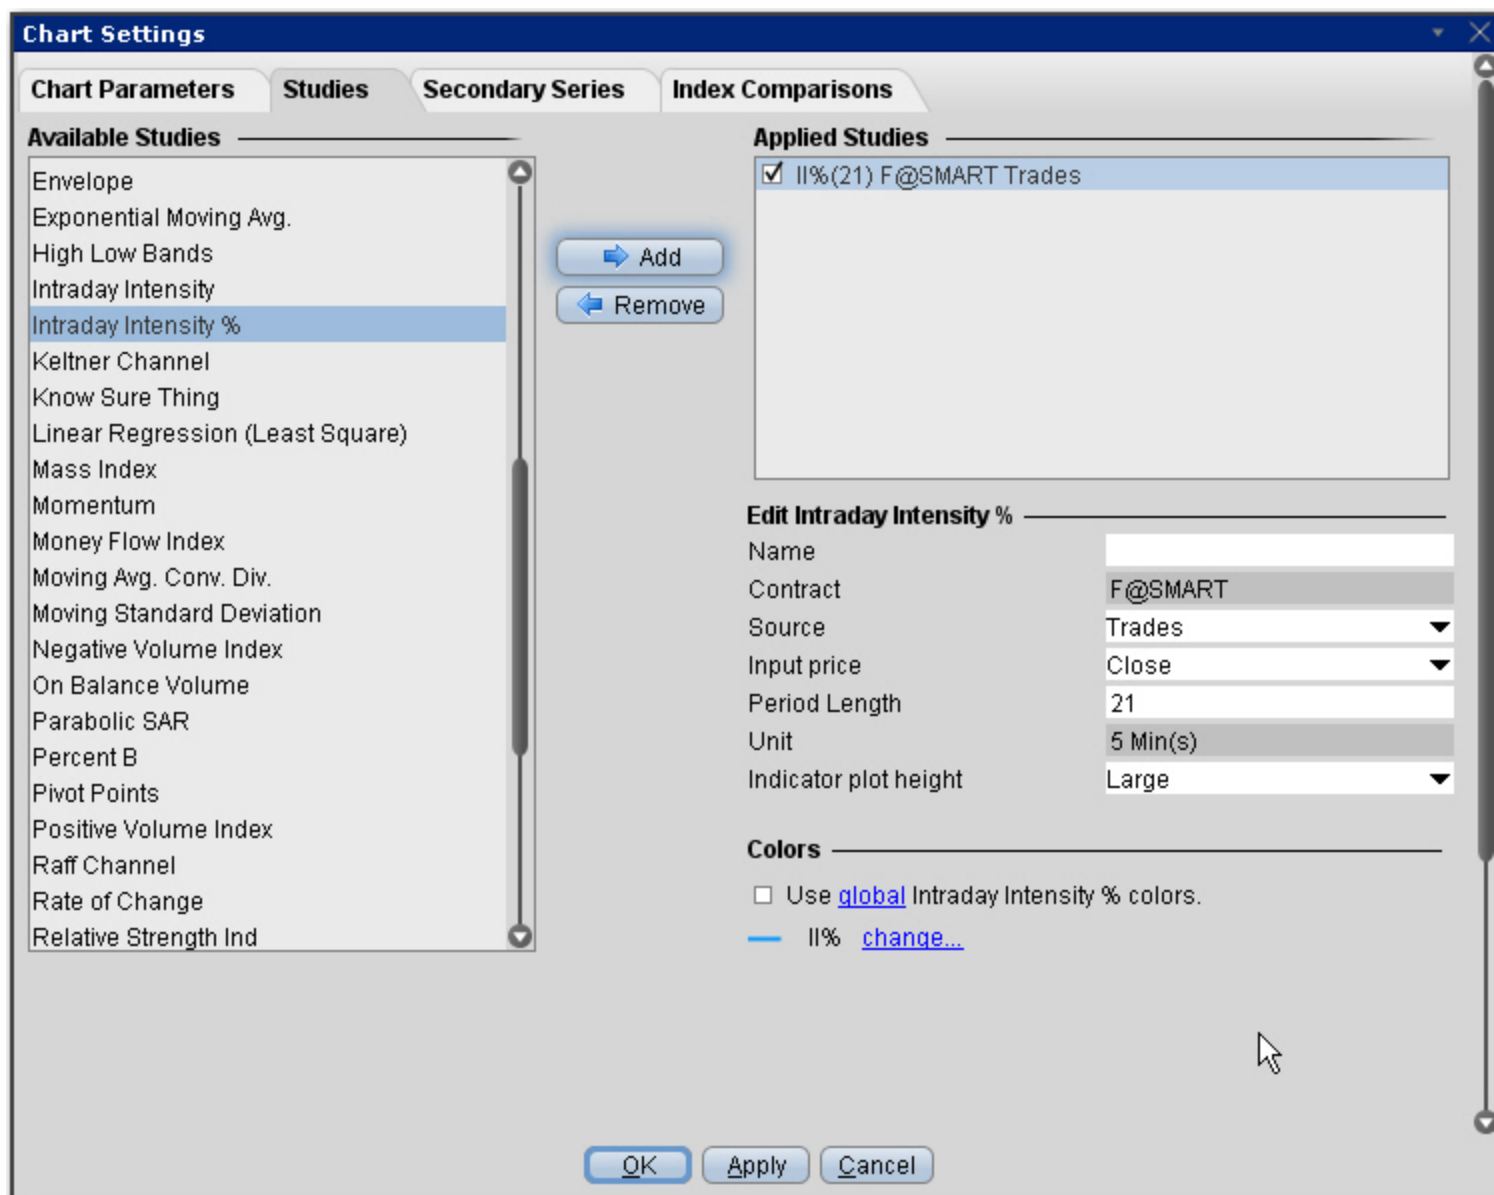 Chart Settings
Chart Parameters
Studies
Secondary Series
Index Comparisons
Available Studies
Envelope
Exponential Moving Avg.
High Low Bands
Intraday Intensity
Intraday Intensity %
Keltner Channel
Know Sure Thing
Linear Regression (Least Square)
Mass Index
Momentum
Money Flow Index
Moving Avg. Conv. Div.
Moving Standard Deviation
Negative Volume Index
On Balance Volume
Parabolic SAR
Percent B
Pivot Points
Positive Volume Index
Raff Channel
Rate of Change
Relative Strength Ind
Add
Remove
Applied Studies
II%(21) F@SMART Trades
Edit Intraday Intensity %
Name
Contract F@SMART
Source Trades
Input price Close
Period Length 21
Unit 5 Min(s)
Indicator plot height Large
Colors
Use global Intraday Intensity % colors.
II% change...
OK Apply Cancel